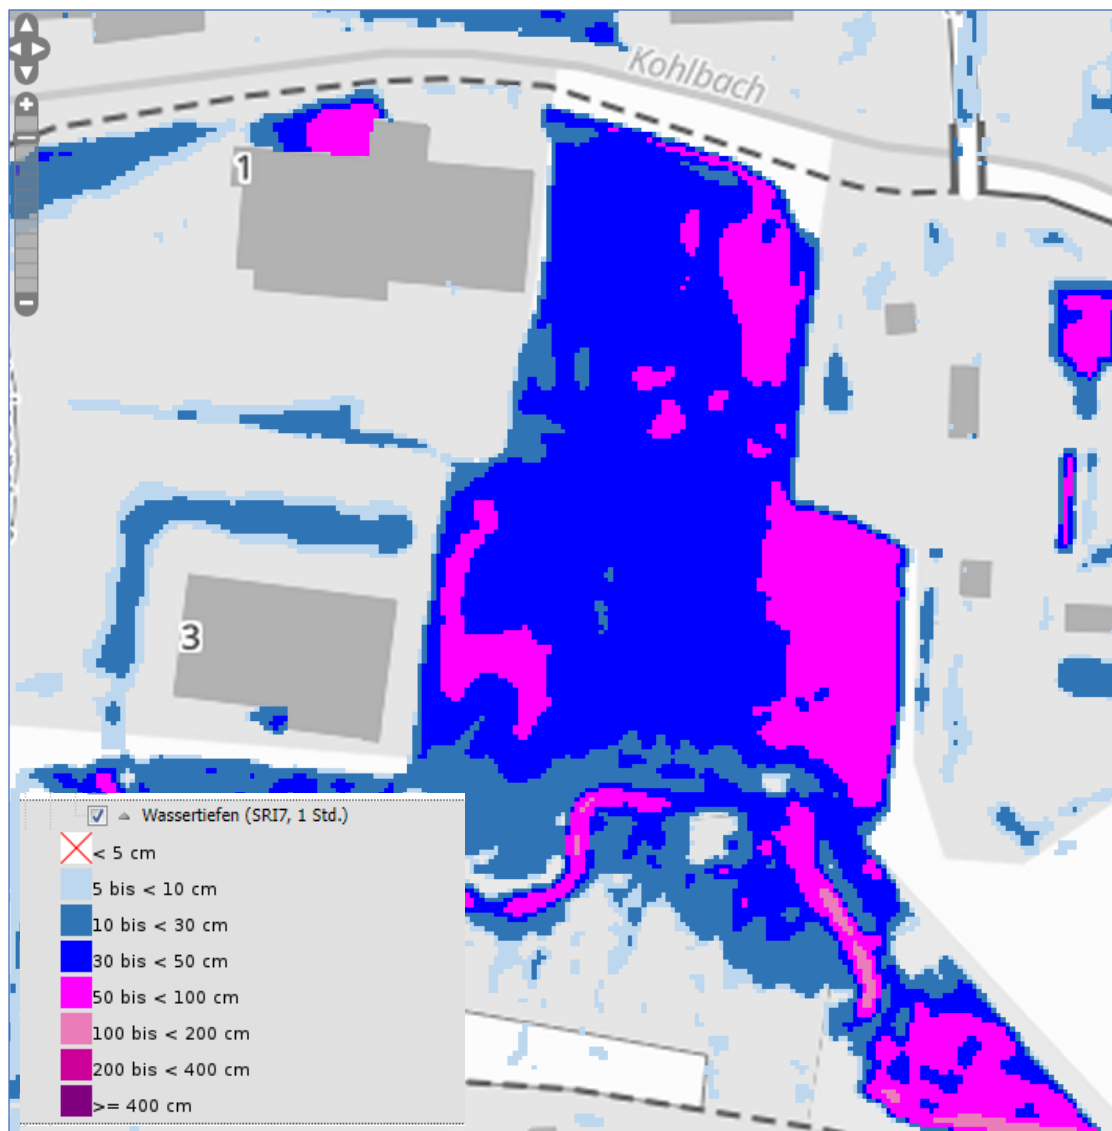 Kohlbach
1
3
Wassertiefen (SRI7, 1 Std.)
< 5 cm
5 bis < 10 cm
10 bis < 30 cm
30 bis < 50 cm
50 bis < 100 cm
100 bis < 200 cm
200 bis < 400 cm
>= 400 cm